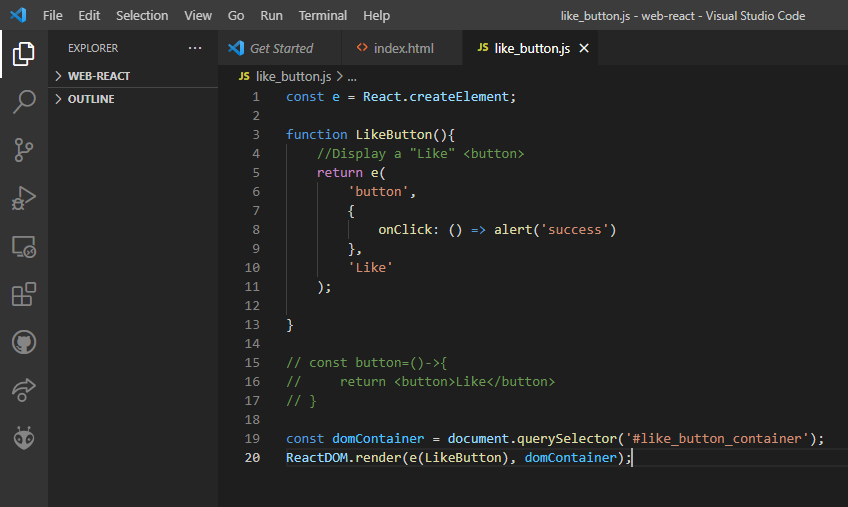 File Edit Selection View Go Run Terminal Help like_button.js - web-react - Visual Studio Code
EXPLORER ···
WEB-REACT
OUTLINE
Get Started <> index.html JS like_button.js
JS like_button.js > ...
1 const e = React.createElement;
2
3 function LikeButton(){
4 //Display a "Like" <button>
5 return e(
6 'button',
7 {
8 onClick: () => alert('success')
9 },
10 'Like'
11 );
12
13 }
14
15 // const button=()->{
16 //     return <button>Like</button>
17 // }
18
19 const domContainer = document.querySelector('#like_button_container');
20 ReactDOM.render(e(LikeButton), domContainer);